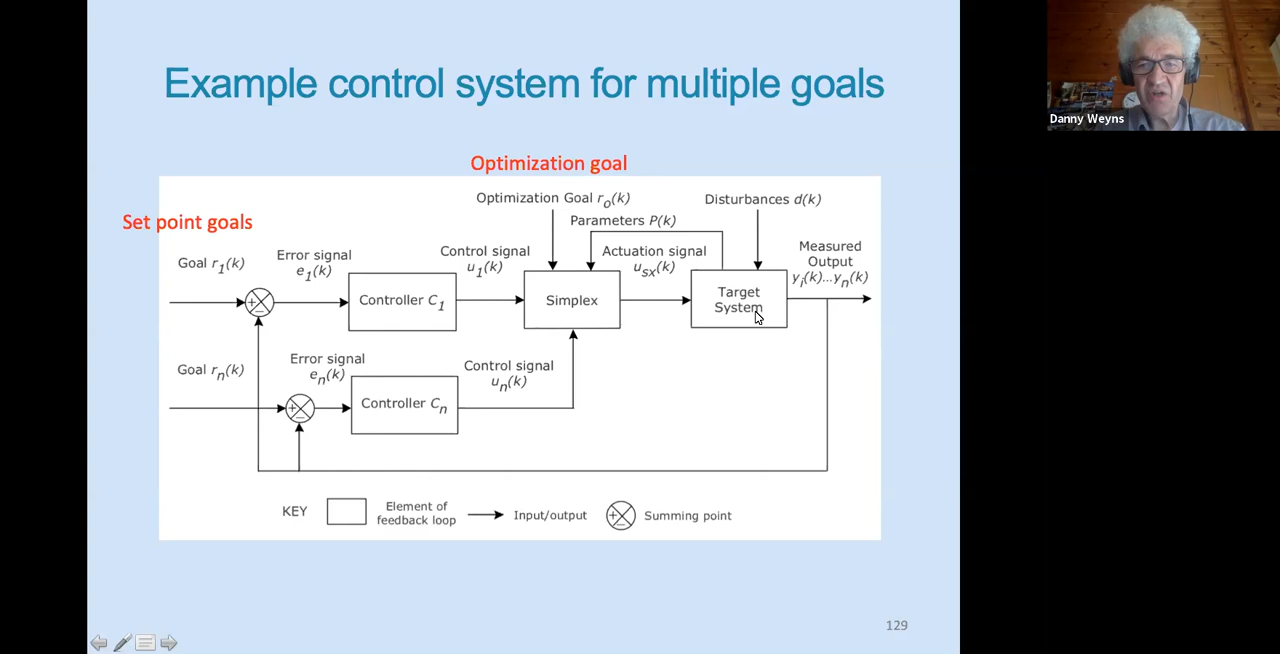 Example control system for multiple goals
Danny Weyns
Optimization goal
Set point goals
Optimization Goal r_o(k)
Disturbances d(k)
Parameters P(k)
Goal r_1(k)
Error signal
e_1(k)
Control signal
u_1(k)
Actuation signal
u_sx(k)
Measured
Output
y_i(k)...y_n(k)
Controller C_1
Simplex
Target
System
Goal r_n(k)
Error signal
e_n(k)
Control signal
u_n(k)
Controller C_n
KEY
Element of
feedback loop
Input/output
Summing point
129